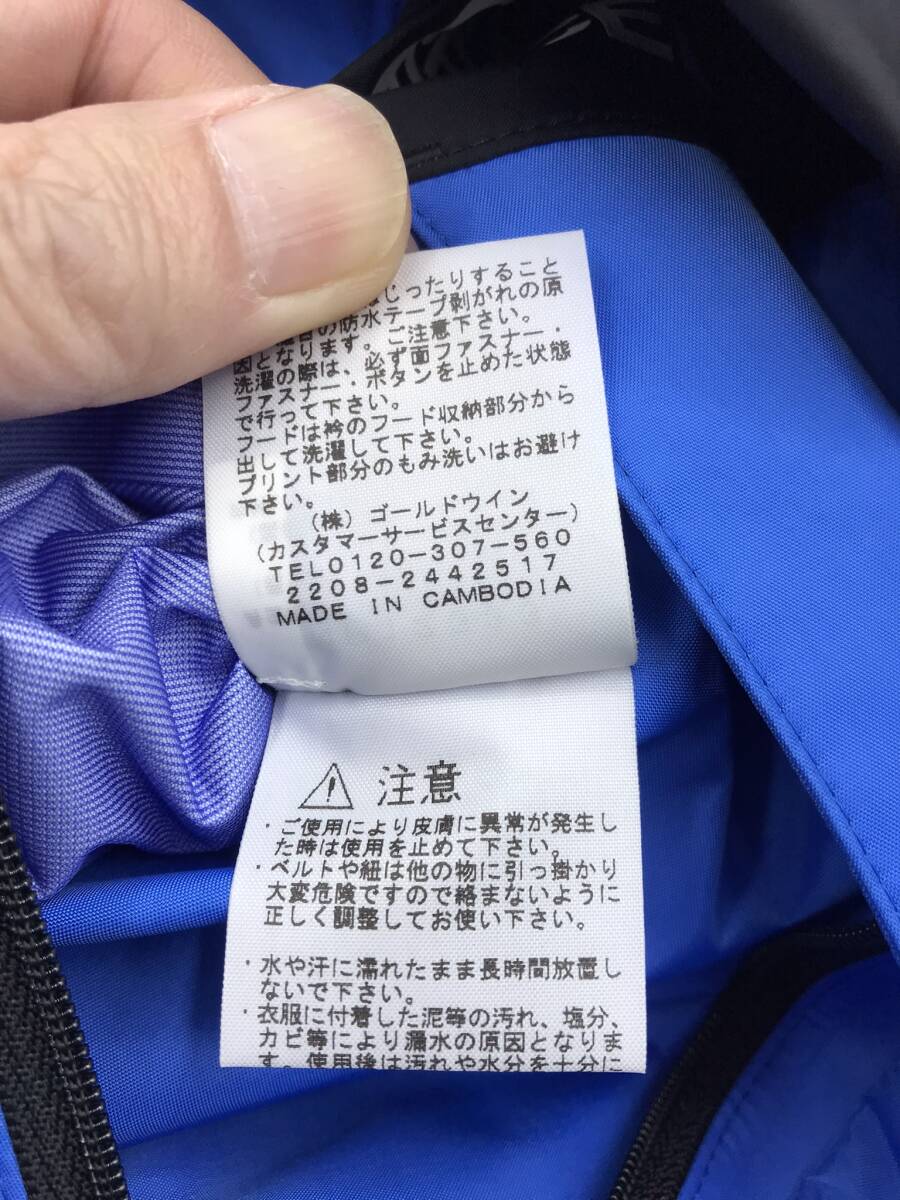 じったりすること
の防水テープ剥がれの原
因となります。ご注意下さい。
洗濯の際は、必ず面ファスナー・
ファスナー・ボタンを止めた状態
で行って下さい。
フードは衿のフード収納部分から
出して洗濯して下さい。
プリント部分のもみ洗いはお避け
下さい。
(株)ゴールドウイン
(カスタマーサービスセンター)
TEL0120-307-560
2208-2442517
MADE IN CAMBODIA
注意
・ご使用により皮膚に異常が発生し
た時は使用を止めて下さい。
・ベルトや紐は他の物に引っ掛かり
大変危険ですので絡まないように
正しく調整してお使い下さい。
・水や汗に濡れたまま長時間放置し
ないで下さい。
・衣服に付着した泥等の汚れ、塩分、
カビ等により漏水の原因となりま
す。使用後は汚れや水分を十分に